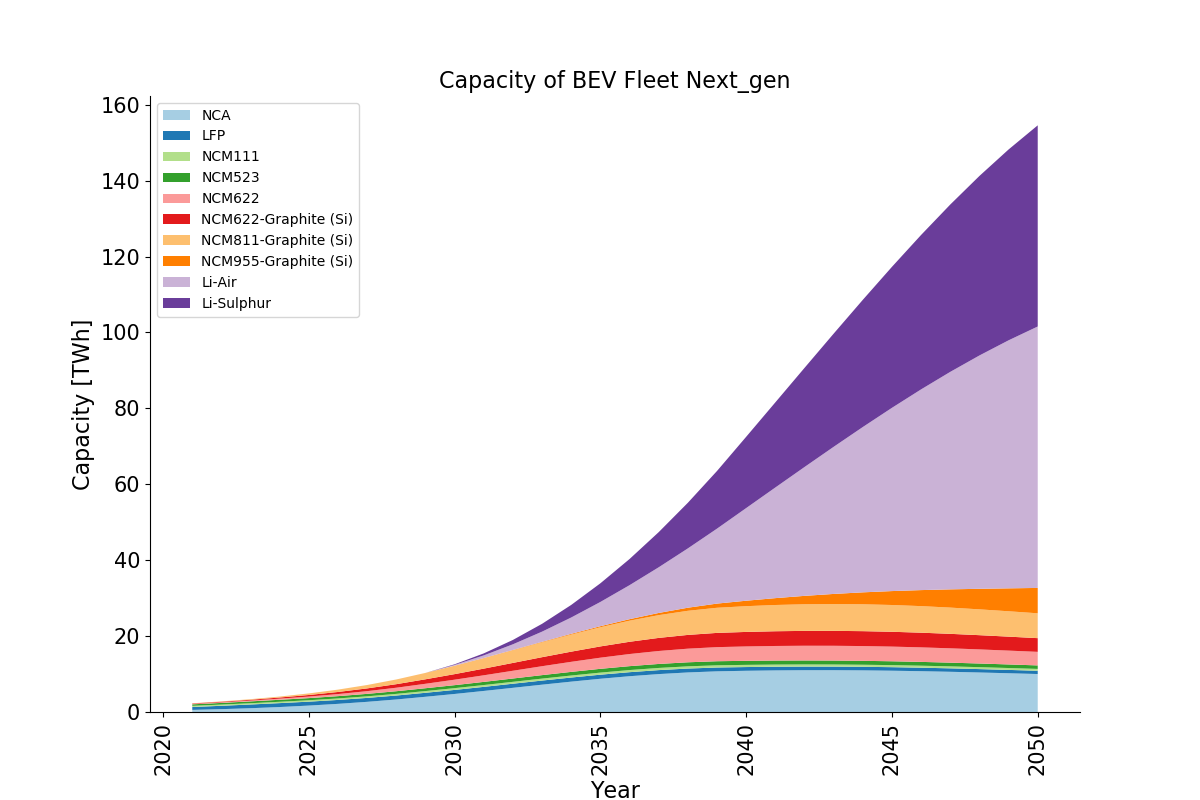 Capacity of BEV Fleet Next_gen
160
140
120
100
80
60
40
20
0
Capacity [TWh]
NCA
LFP
NCM111
NCM523
NCM622
NCM622-Graphite (Si)
NCM811-Graphite (Si)
NCM955-Graphite (Si)
Li-Air
Li-Sulphur
2020
2025
2030
2035
2040
2045
2050
Year